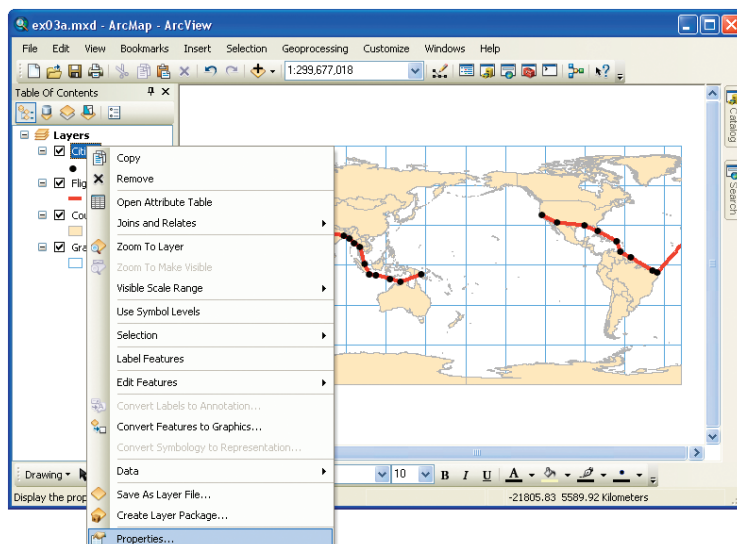 ex03a.mxd - ArcMap - ArcView
File Edit View Bookmarks Insert Selection Geoprocessing Customize Windows Help
1:299,677,018
Table Of Contents
Layers
Copy
Remove
Open Attribute Table
Joins and Relates
Zoom To Layer
Zoom To Make Visible
Visible Scale Range
Use Symbol Levels
Selection
Label Features
Edit Features
Convert Labels to Annotation...
Convert Features to Graphics...
Convert Symbology to Representation...
Data
Save As Layer File...
Create Layer Package...
Properties...
Catalog
Search
Drawing
10 B I U A
Display the prop
-21805.83 5589.92 Kilometers